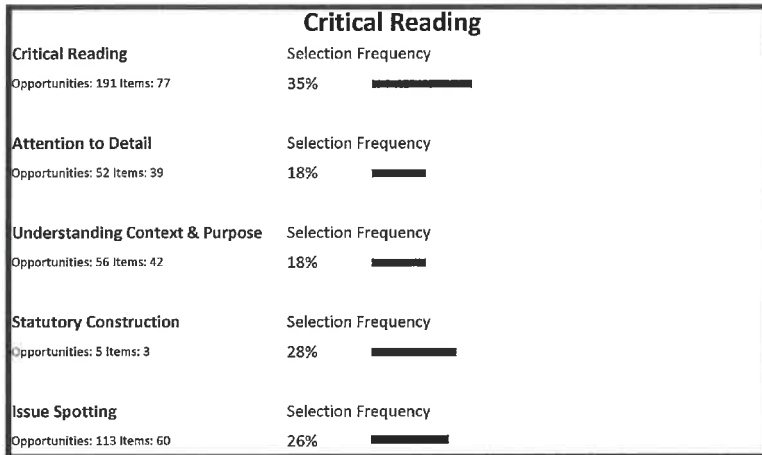 Critical Reading
Critical Reading Selection Frequency
Opportunities: 191 Items: 77 35%
Attention to Detail Selection Frequency
Opportunities: 52 Items: 39 18%
Understanding Context & Purpose Selection Frequency
Opportunities: 56 Items: 42 18%
Statutory Construction Selection Frequency
Opportunities: 5 Items: 3 28%
Issue Spotting Selection Frequency
Opportunities: 113 Items: 60 26%